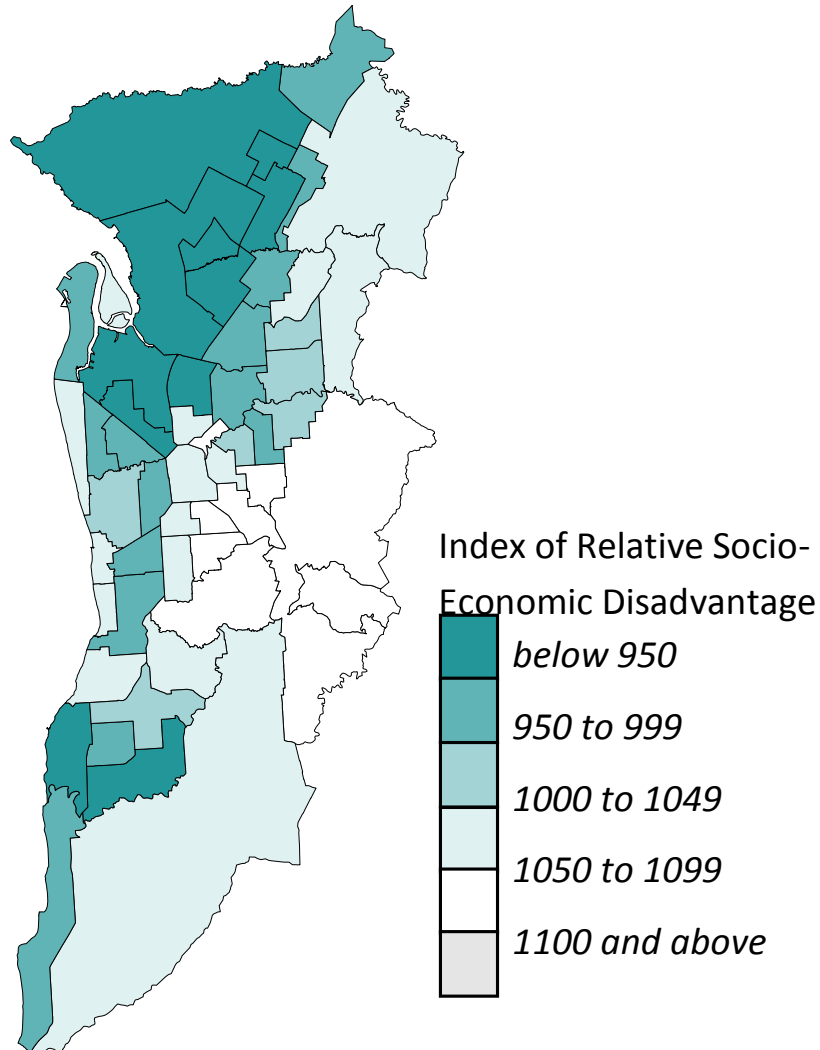 Index of Relative Socio-
Economic Disadvantage
below 950
950 to 999
1000 to 1049
1050 to 1099
1100 and above